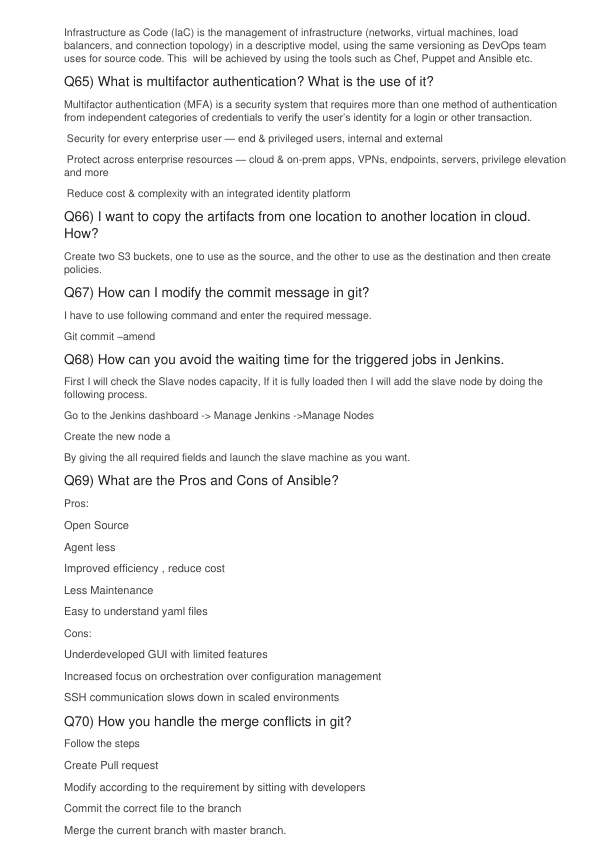 Infrastructure as Code (IaC) is the management of infrastructure (networks, virtual machines, load
balancers, and connection topology) in a descriptive model, using the same versioning as DevOps team
uses for source code. This  will be achieved by using the tools such as Chef, Puppet and Ansible etc.
Q65) What is multifactor authentication? What is the use of it?
Multifactor authentication (MFA) is a security system that requires more than one method of authentication
from independent categories of credentials to verify the user's identity for a login or other transaction.
Security for every enterprise user — end & privileged users, internal and external
Protect across enterprise resources — cloud & on-prem apps, VPNs, endpoints, servers, privilege elevation
and more
Reduce cost & complexity with an integrated identity platform
Q66) I want to copy the artifacts from one location to another location in cloud.
How?
Create two S3 buckets, one to use as the source, and the other to use as the destination and then create
policies.
Q67) How can I modify the commit message in git?
I have to use following command and enter the required message.
Git commit –amend
Q68) How can you avoid the waiting time for the triggered jobs in Jenkins.
First I will check the Slave nodes capacity, If it is fully loaded then I will add the slave node by doing the
following process.
Go to the Jenkins dashboard -> Manage Jenkins ->Manage Nodes
Create the new node a
By giving the all required fields and launch the slave machine as you want.
Q69) What are the Pros and Cons of Ansible?
Pros:
Open Source
Agent less
Improved efficiency , reduce cost
Less Maintenance
Easy to understand yaml files
Cons:
Underdeveloped GUI with limited features
Increased focus on orchestration over configuration management
SSH communication slows down in scaled environments
Q70) How you handle the merge conflicts in git?
Follow the steps
Create Pull request
Modify according to the requirement by sitting with developers
Commit the correct file to the branch
Merge the current branch with master branch.